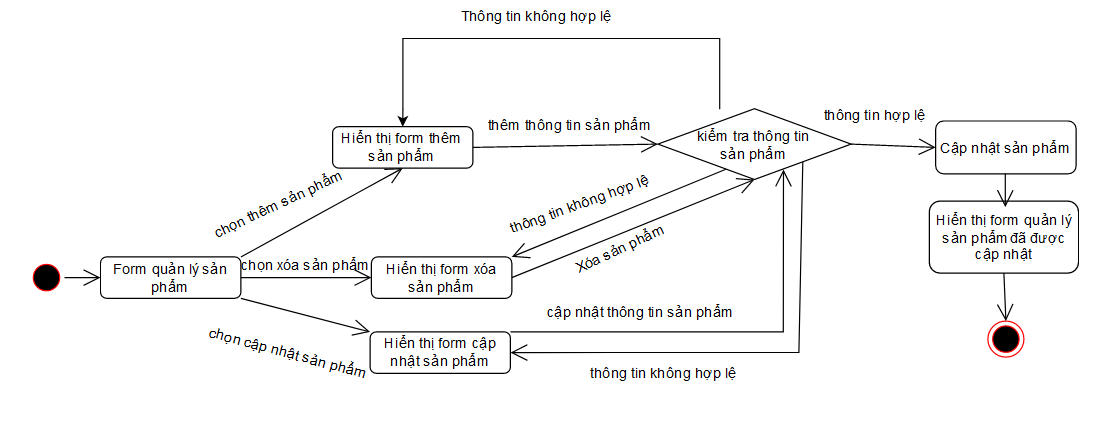 Thông tin không hợp lệ
Hiển thị form thêm
sản phẩm
thêm thông tin sản phẩm
kiểm tra thông tin
sản phẩm
thông tin hợp lệ
Cập nhật sản phẩm
chọn thêm sản phẩm
thông tin không hợp lệ
Xóa sản phẩm
Hiển thị form quản lý
sản phẩm đã được
cập nhật
Form quản lý sản
phẩm
chọn xóa sản phẩm
Hiển thị form xóa
sản phẩm
cập nhật thông tin sản phẩm
chọn cập nhật sản phẩm
Hiển thị form cập
nhật sản phẩm
thông tin không hợp lệ